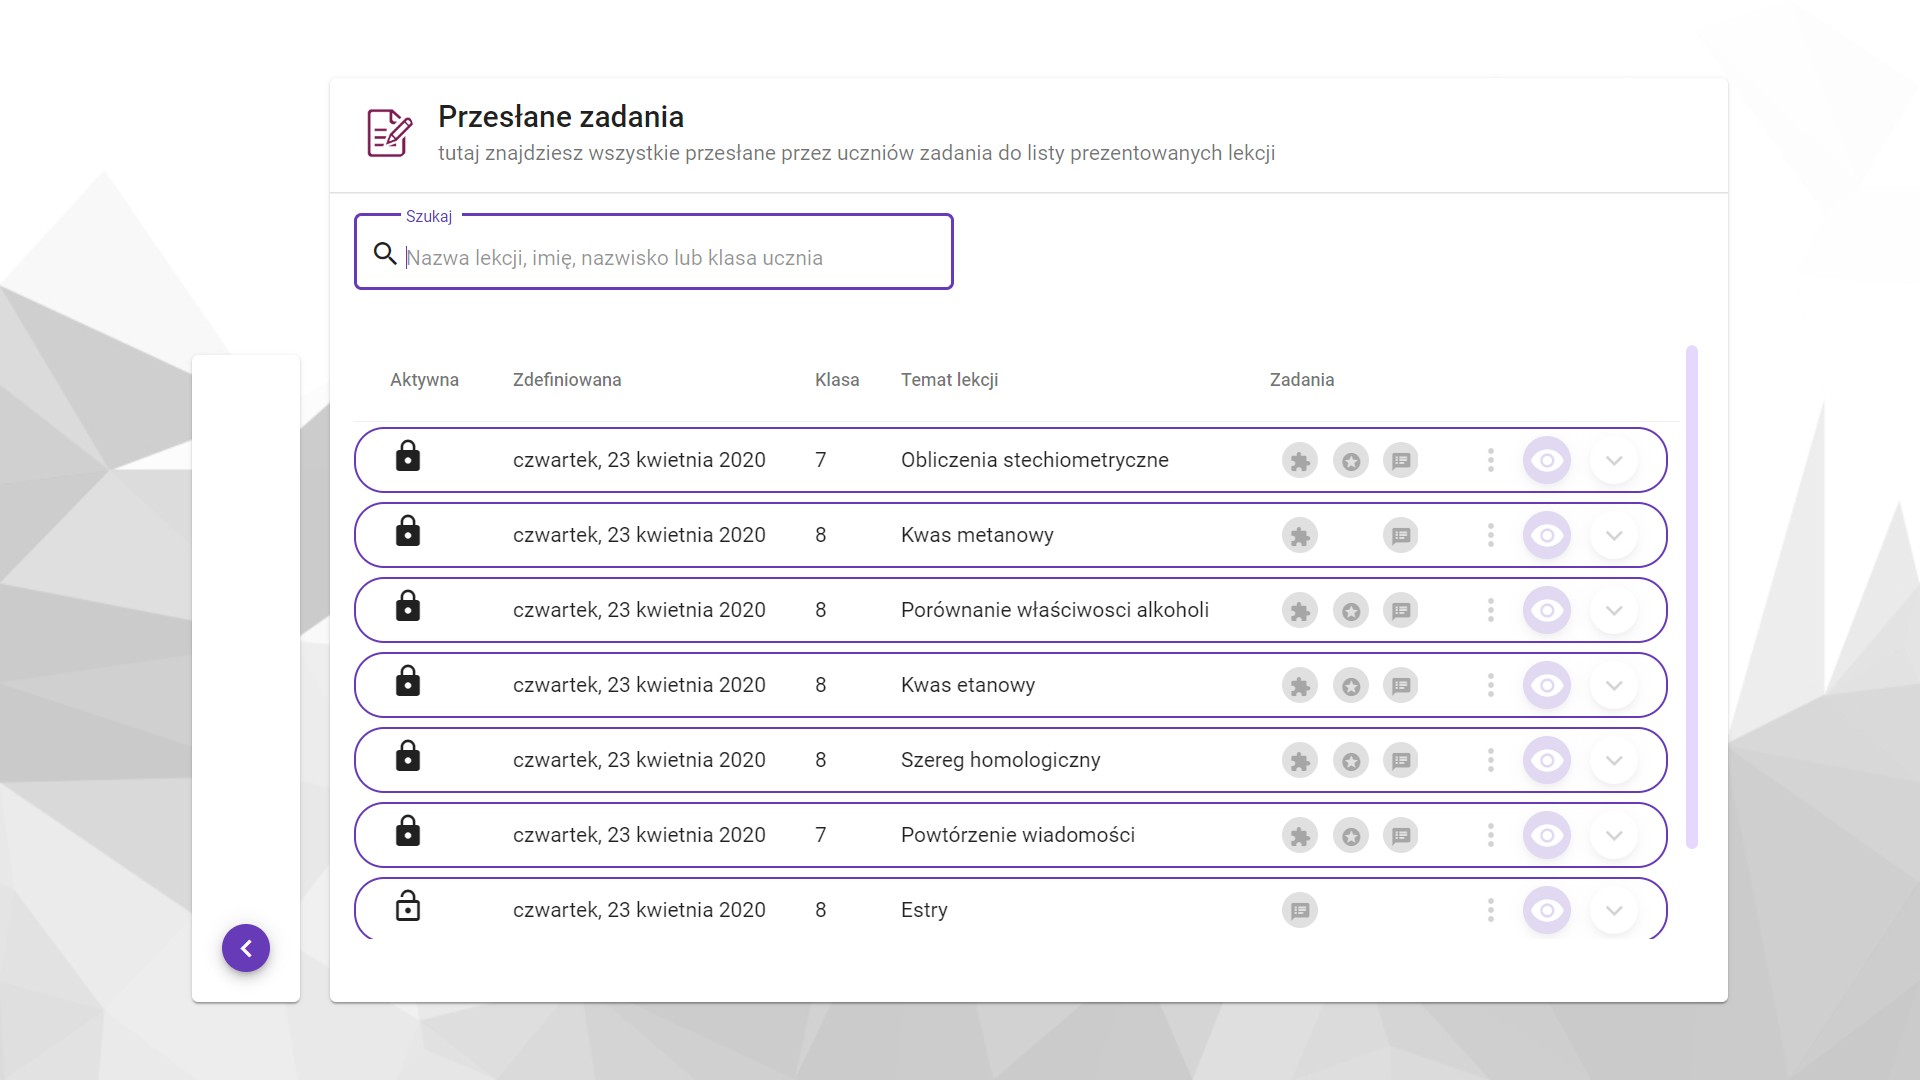 Przesłane zadania
tutaj znajdziesz wszystkie przesłane przez uczniów zadania do listy prezentowanych lekcji
Szukaj
Nazwa lekcji, imię, nazwisko lub klasa ucznia
Aktywna Zdefiniowana Klasa Temat lekcji Zadania
czwartek, 23 kwietnia 2020 7 Obliczenia stechiometryczne
czwartek, 23 kwietnia 2020 8 Kwas metanowy
czwartek, 23 kwietnia 2020 8 Porównanie właściwosci alkoholi
czwartek, 23 kwietnia 2020 8 Kwas etanowy
czwartek, 23 kwietnia 2020 8 Szereg homologiczny
czwartek, 23 kwietnia 2020 7 Powtórzenie wiadomości
czwartek, 23 kwietnia 2020 8 Estry